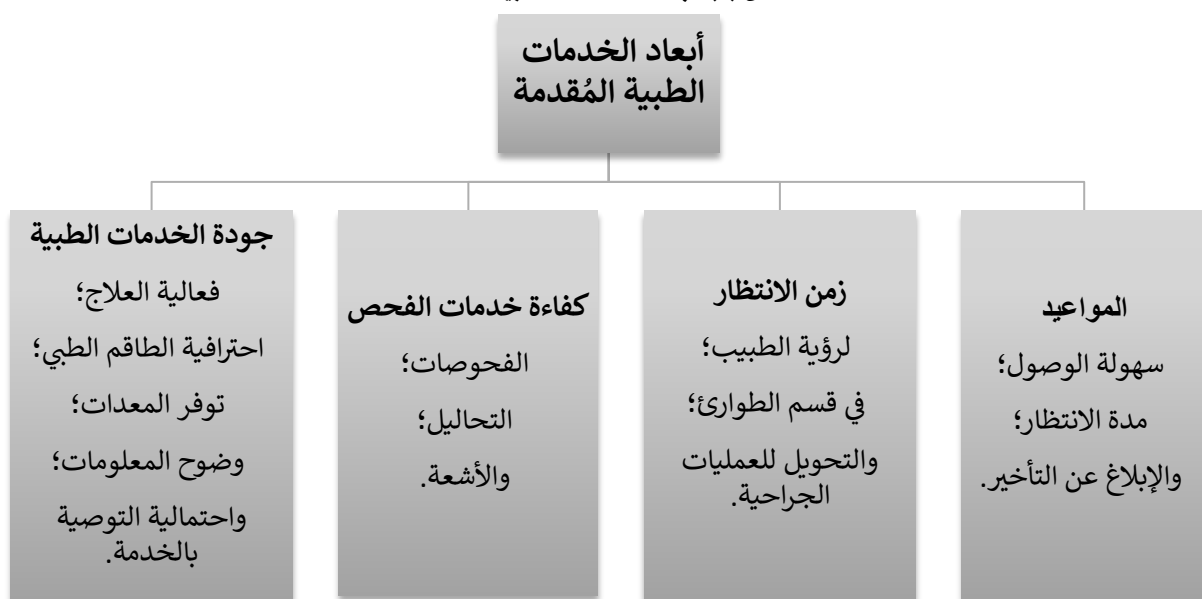 أبعاد الخدمات
الطبية المُقدمة
المواعيد
سهولة الوصول؛
مدة الانتظار؛
والإبلاغ عن التأخير.
زمن الانتظار
لرؤية الطبيب؛
في قسم الطوارئ؛
والتحويل للعمليات
الجراحية.
كفاءة خدمات الفحص
الفحوصات؛
التحاليل؛
والأشعة.
جودة الخدمات الطبية
فعالية العلاج؛
احترافية الطاقم الطبي؛
توفر المعدات؛
وضوح المعلومات؛
واحتمالية التوصية
بالخدمة.